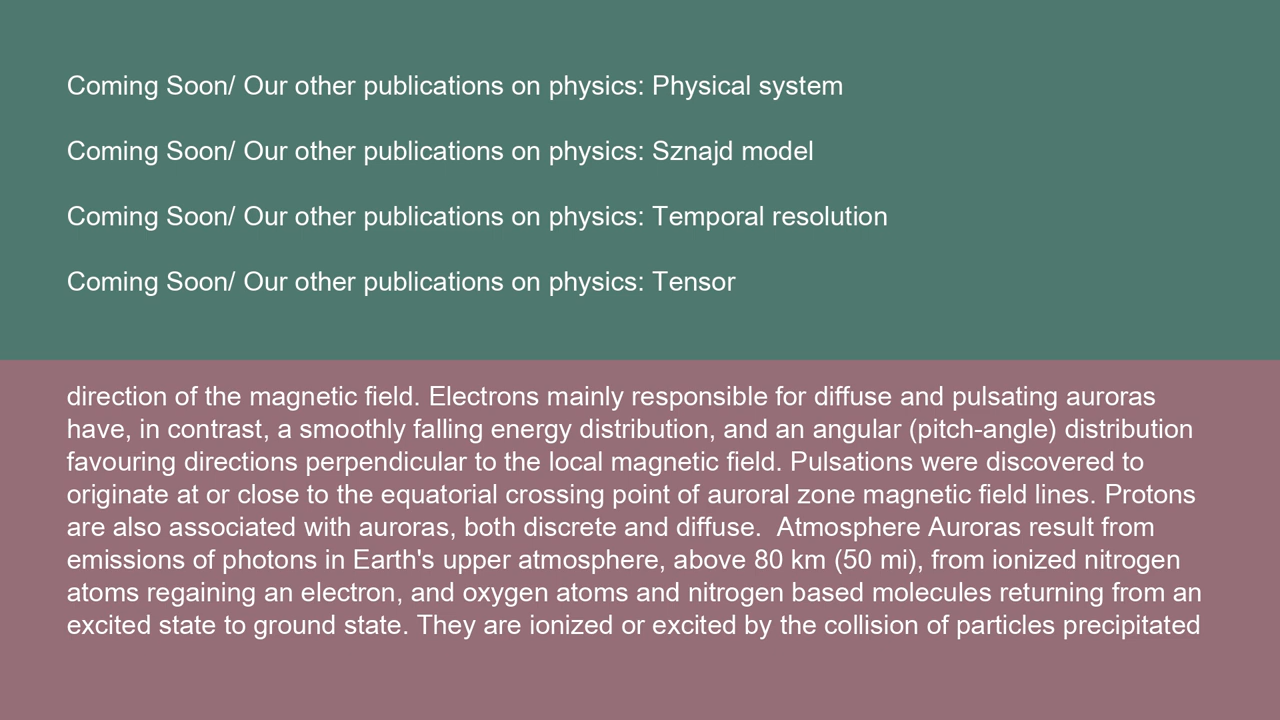 Coming Soon/ Our other publications on physics: Physical system
Coming Soon/ Our other publications on physics: Sznajd model
Coming Soon/ Our other publications on physics: Temporal resolution
Coming Soon/ Our other publications on physics: Tensor
direction of the magnetic field. Electrons mainly responsible for diffuse and pulsating auroras
have, in contrast, a smoothly falling energy distribution, and an angular (pitch-angle) distribution
favouring directions perpendicular to the local magnetic field. Pulsations were discovered to
originate at or close to the equatorial crossing point of auroral zone magnetic field lines. Protons
are also associated with auroras, both discrete and diffuse.  Atmosphere Auroras result from
emissions of photons in Earth's upper atmosphere, above 80 km (50 mi), from ionized nitrogen
atoms regaining an electron, and oxygen atoms and nitrogen based molecules returning from an
excited state to ground state. They are ionized or excited by the collision of particles precipitated